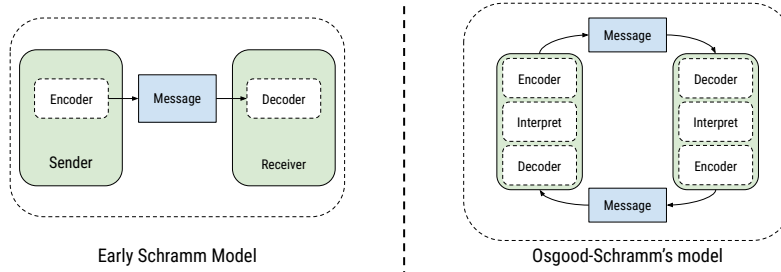 Encoder
Message
Decoder
Sender
Receiver
Early Schramm Model
Message
Encoder
Interpret
Decoder
Decoder
Interpret
Encoder
Message
Osgood-Schramm's model